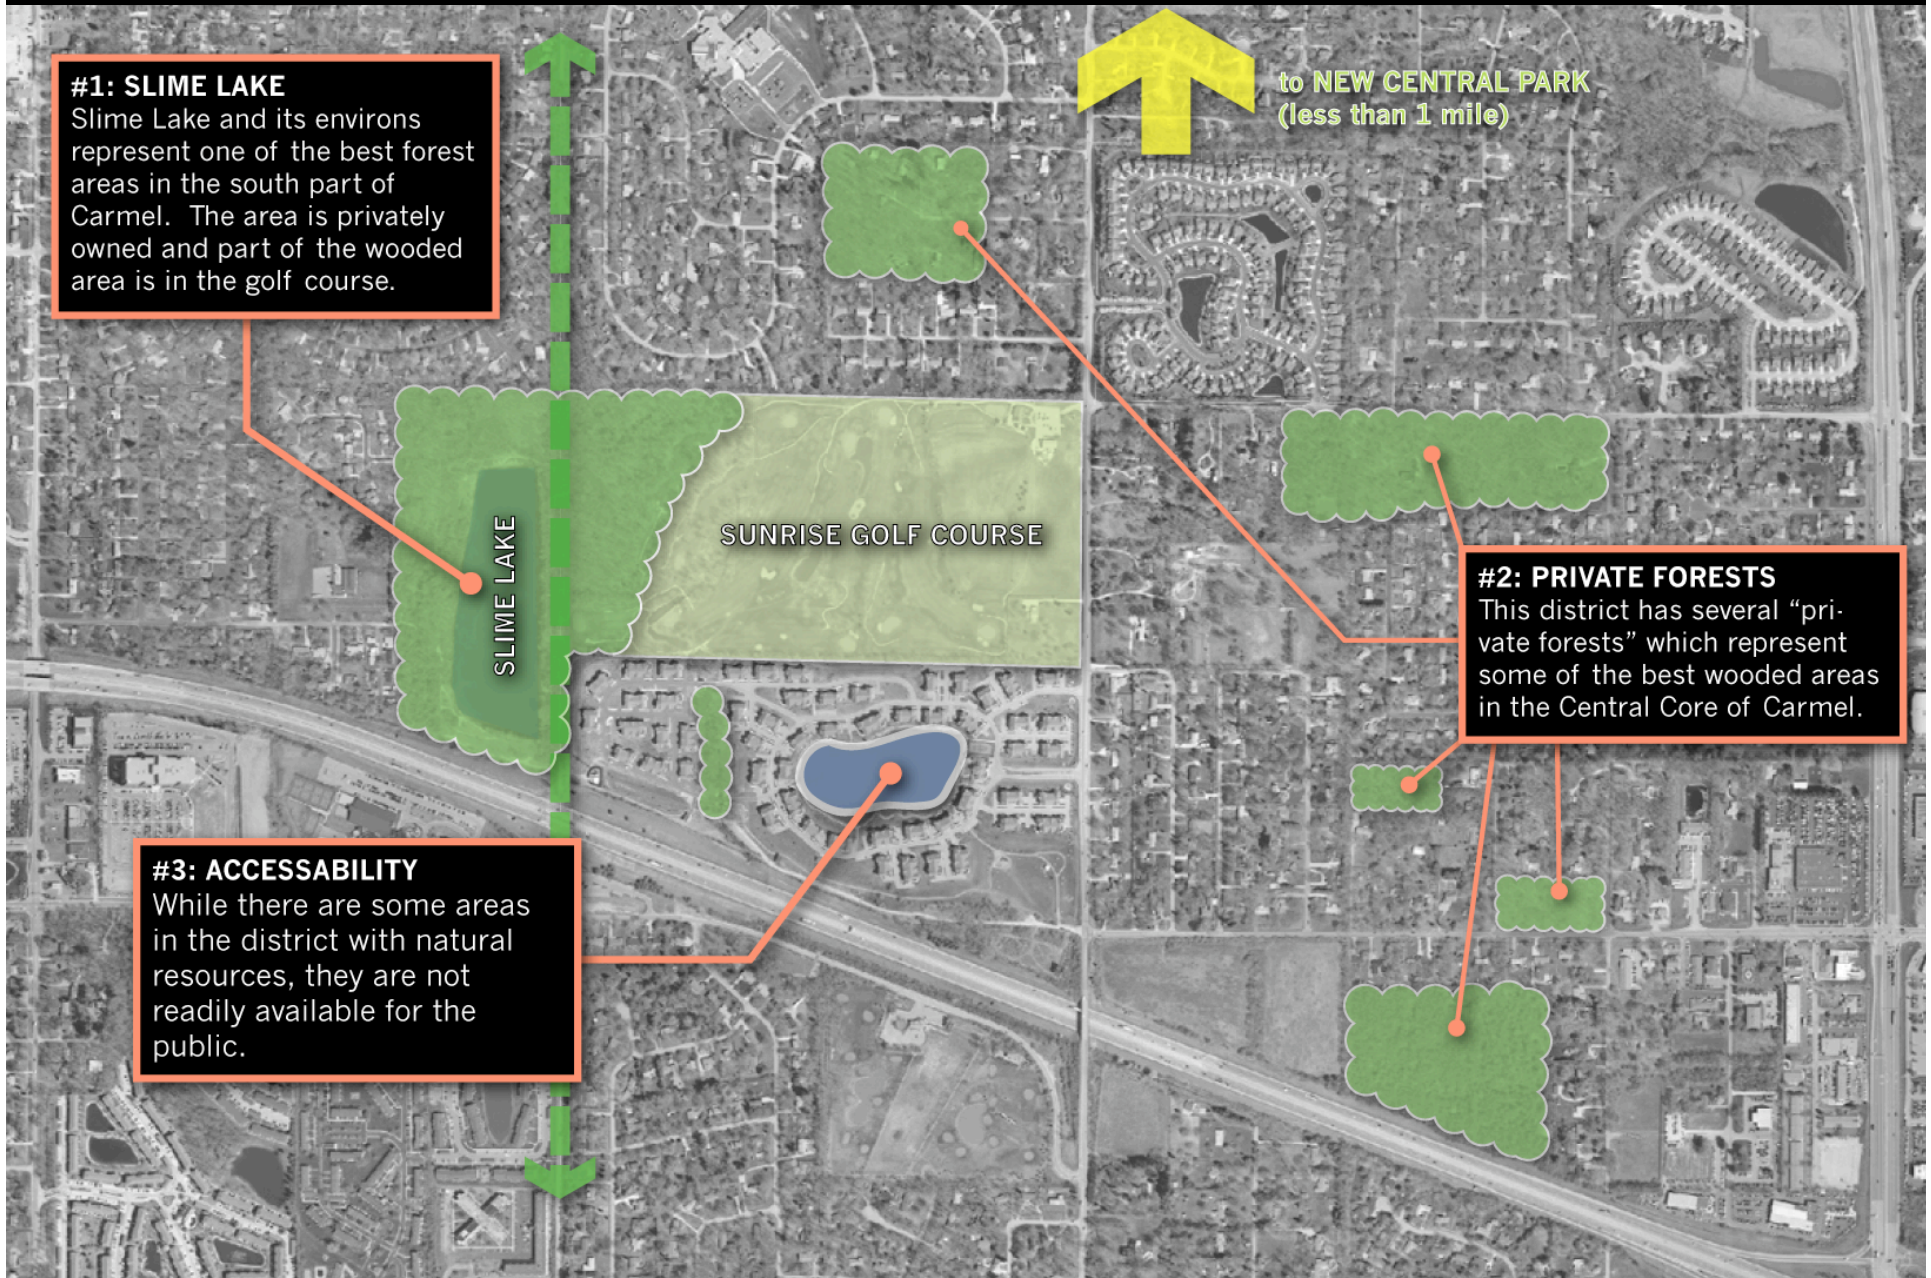 #1: SLIME LAKE
Slime Lake and its environs
represent one of the best forest
areas in the south part of
Carmel.  The area is privately
owned and part of the wooded
area is in the golf course.
to NEW CENTRAL PARK
(less than 1 mile)
SLIME LAKE
SUNRISE GOLF COURSE
#2: PRIVATE FORESTS
This district has several “pri-
vate forests” which represent
some of the best wooded areas
in the Central Core of Carmel.
#3: ACCESSABILITY
While there are some areas
in the district with natural
resources, they are not
readily available for the
public.